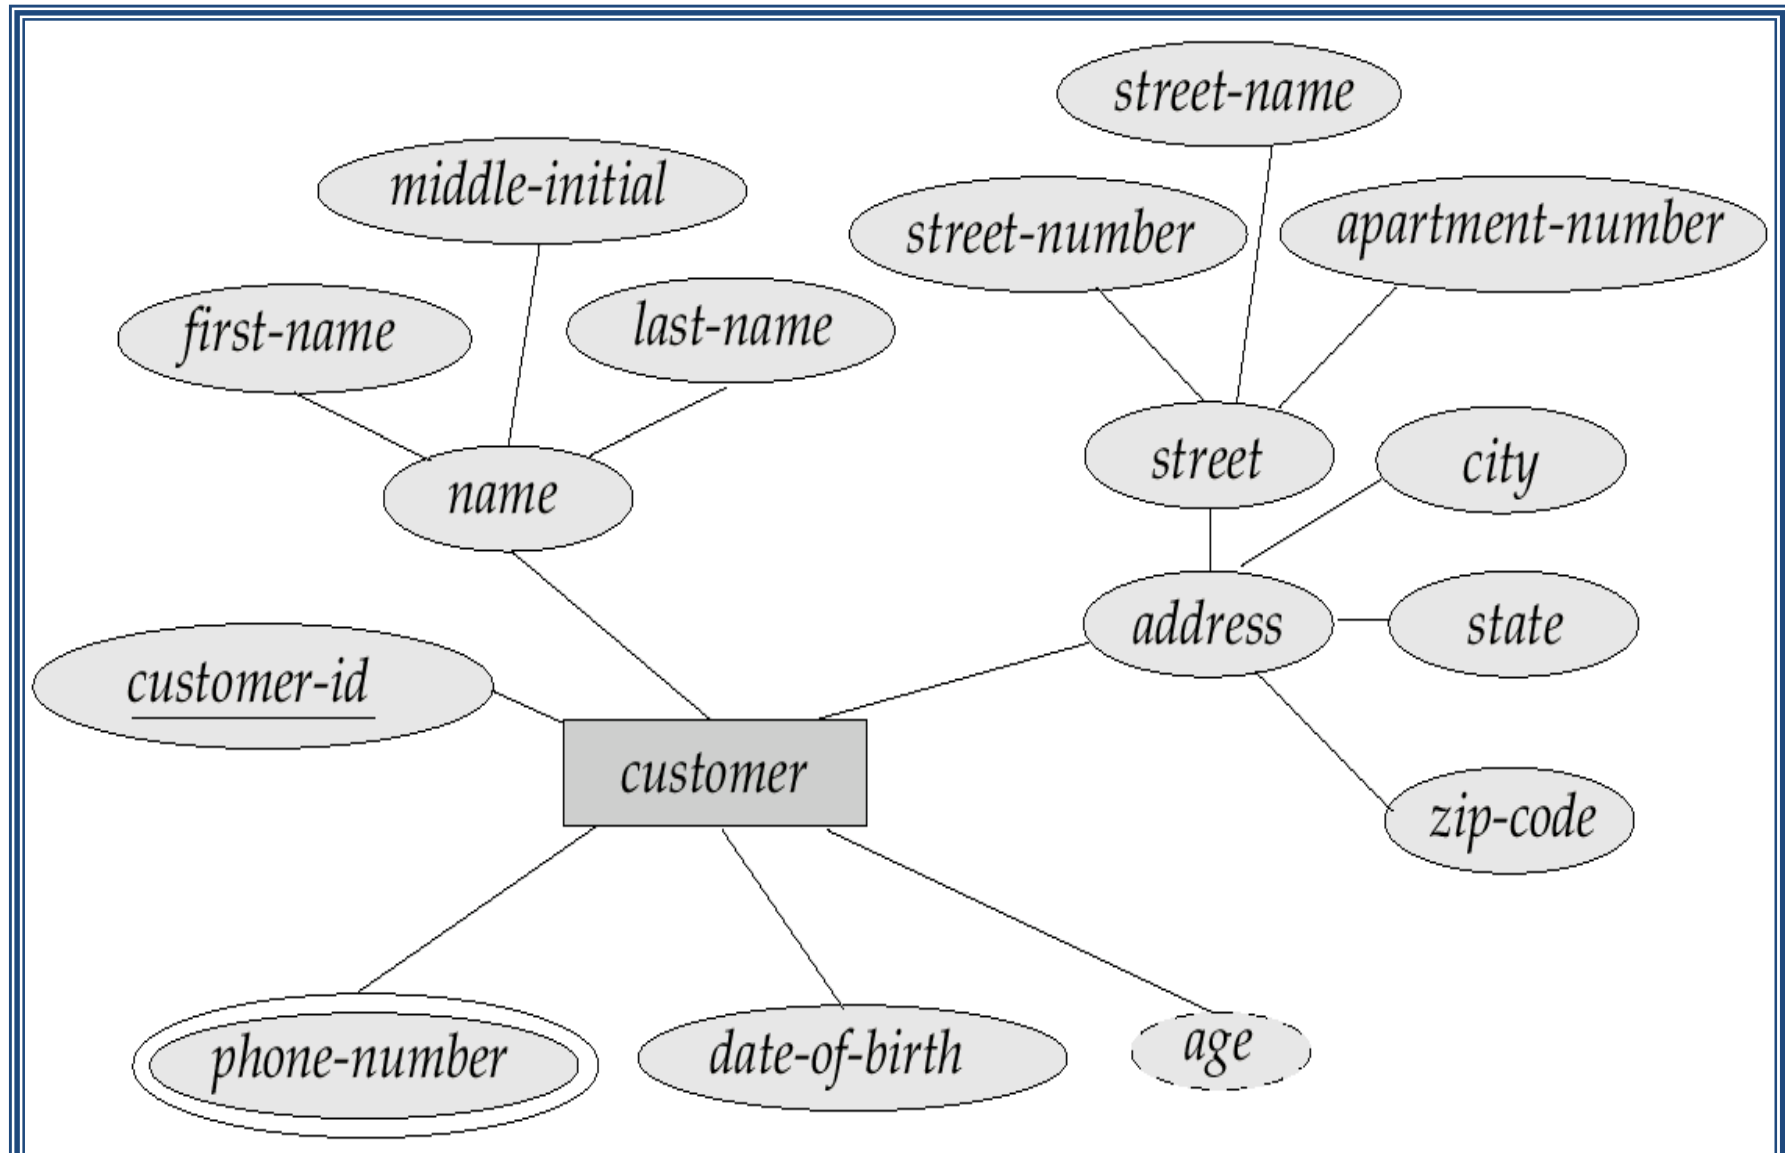 street-name
middle-initial
street-number
apartment-number
first-name
last-name
name
street
city
address
state
customer-id
customer
zip-code
phone-number
date-of-birth
age